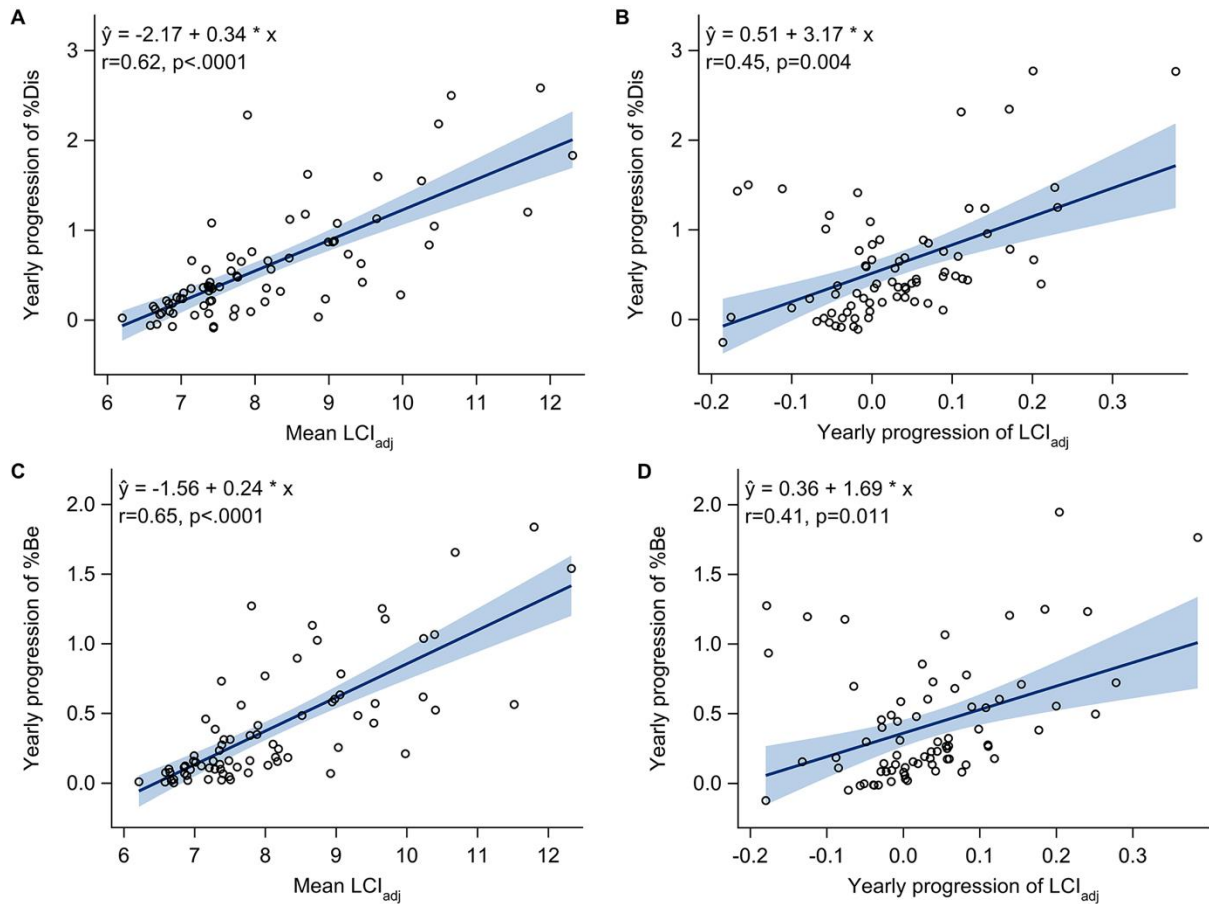 A
ŷ = -2.17 + 0.34 * x
r=0.62, p<.0001
Yearly progression of %Dis
3
2
1
0
6 7 8 9 10 11 12
Mean LCIadj
B
ŷ = 0.51 + 3.17 * x
r=0.45, p=0.004
Yearly progression of %Dis
3
2
1
0
-0.2 -0.1 0.0 0.1 0.2 0.3
Yearly progression of LCIadj
C
ŷ = -1.56 + 0.24 * x
r=0.65, p<.0001
Yearly progression of %Be
2.0
1.5
1.0
0.5
0.0
6 7 8 9 10 11 12
Mean LCIadj
D
ŷ = 0.36 + 1.69 * x
r=0.41, p=0.011
Yearly progression of %Be
2.0
1.5
1.0
0.5
0.0
-0.2 -0.1 0.0 0.1 0.2 0.3
Yearly progression of LCIadj